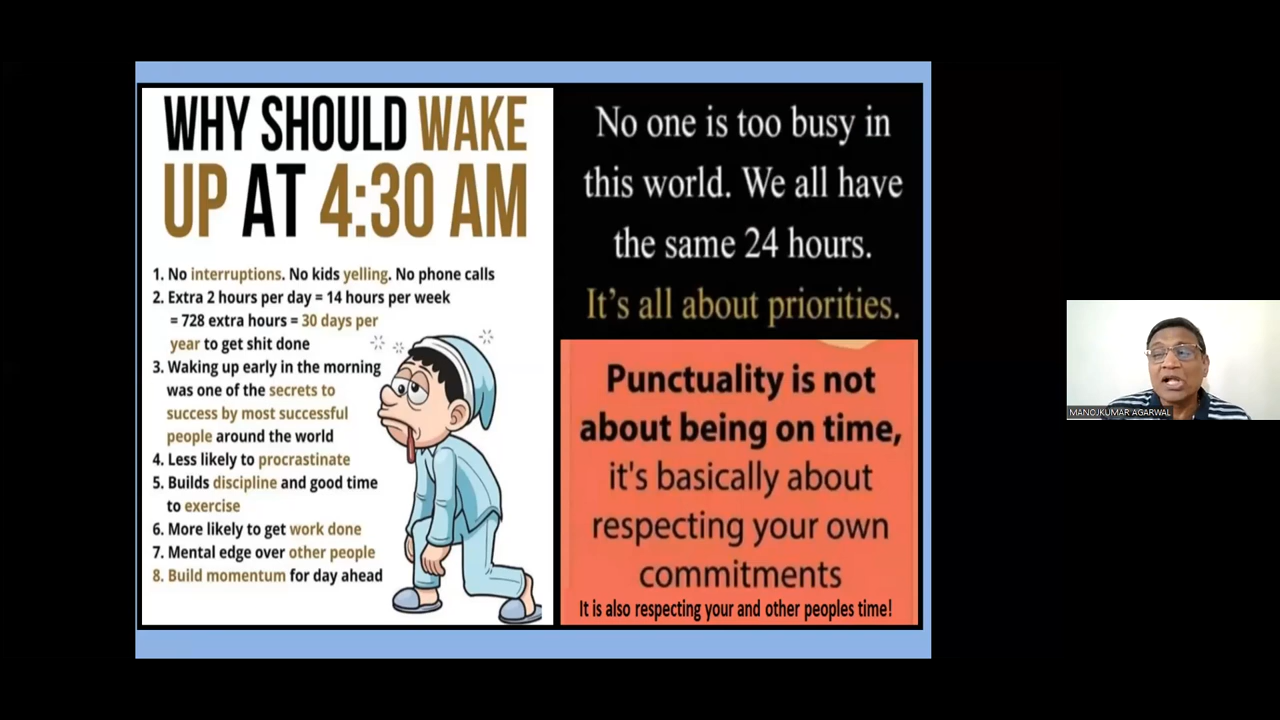 WHY SHOULD WAKE
UP AT 4:30 AM
1. No interruptions. No kids yelling. No phone calls
2. Extra 2 hours per day = 14 hours per week
= 728 extra hours = 30 days per
year to get shit done
3. Waking up early in the morning
was one of the secrets to
success by most successful
people around the world
4. Less likely to procrastinate
5. Builds discipline and good time
to exercise
6. More likely to get work done
7. Mental edge over other people
8. Build momentum for day ahead
No one is too busy in
this world. We all have
the same 24 hours.
It's all about priorities.
Punctuality is not
about being on time,
it's basically about
respecting your own
commitments
It is also respecting your and other peoples time!
MANOJKUMAR AGARWAL